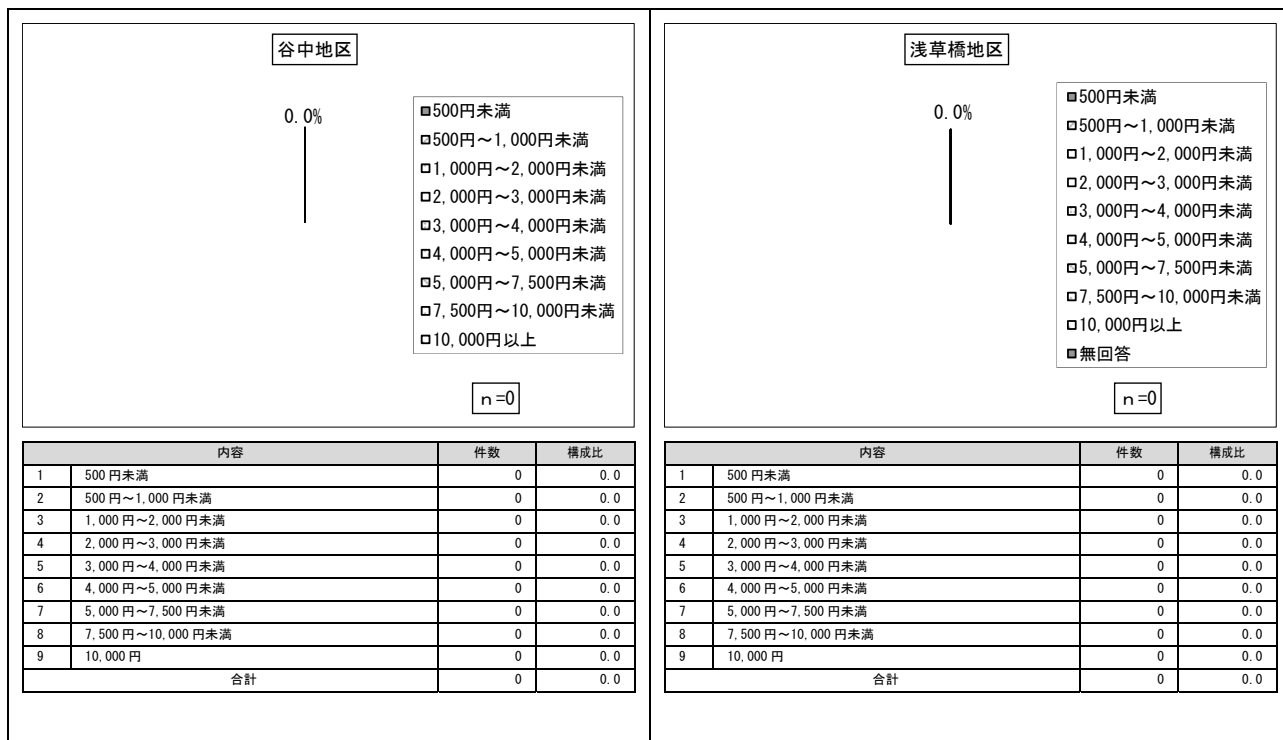 谷中地区
0.0%
500円未満
500円～1,000円未満
1,000円～2,000円未満
2,000円～3,000円未満
3,000円～4,000円未満
4,000円～5,000円未満
5,000円～7,500円未満
7,500円～10,000円未満
10,000円以上
ｎ=0
内容 件数 構成比
1 500円未満 0 0.0
2 500円～1,000円未満 0 0.0
3 1,000円～2,000円未満 0 0.0
4 2,000円～3,000円未満 0 0.0
5 3,000円～4,000円未満 0 0.0
6 4,000円～5,000円未満 0 0.0
7 5,000円～7,500円未満 0 0.0
8 7,500円～10,000円未満 0 0.0
9 10,000円 0 0.0
合計 0 0.0
浅草橋地区
0.0%
500円未満
500円～1,000円未満
1,000円～2,000円未満
2,000円～3,000円未満
3,000円～4,000円未満
4,000円～5,000円未満
5,000円～7,500円未満
7,500円～10,000円未満
10,000円以上
無回答
ｎ=0
内容 件数 構成比
1 500円未満 0 0.0
2 500円～1,000円未満 0 0.0
3 1,000円～2,000円未満 0 0.0
4 2,000円～3,000円未満 0 0.0
5 3,000円～4,000円未満 0 0.0
6 4,000円～5,000円未満 0 0.0
7 5,000円～7,500円未満 0 0.0
8 7,500円～10,000円未満 0 0.0
9 10,000円 0 0.0
合計 0 0.0